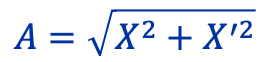 A = √(X² + X′²)